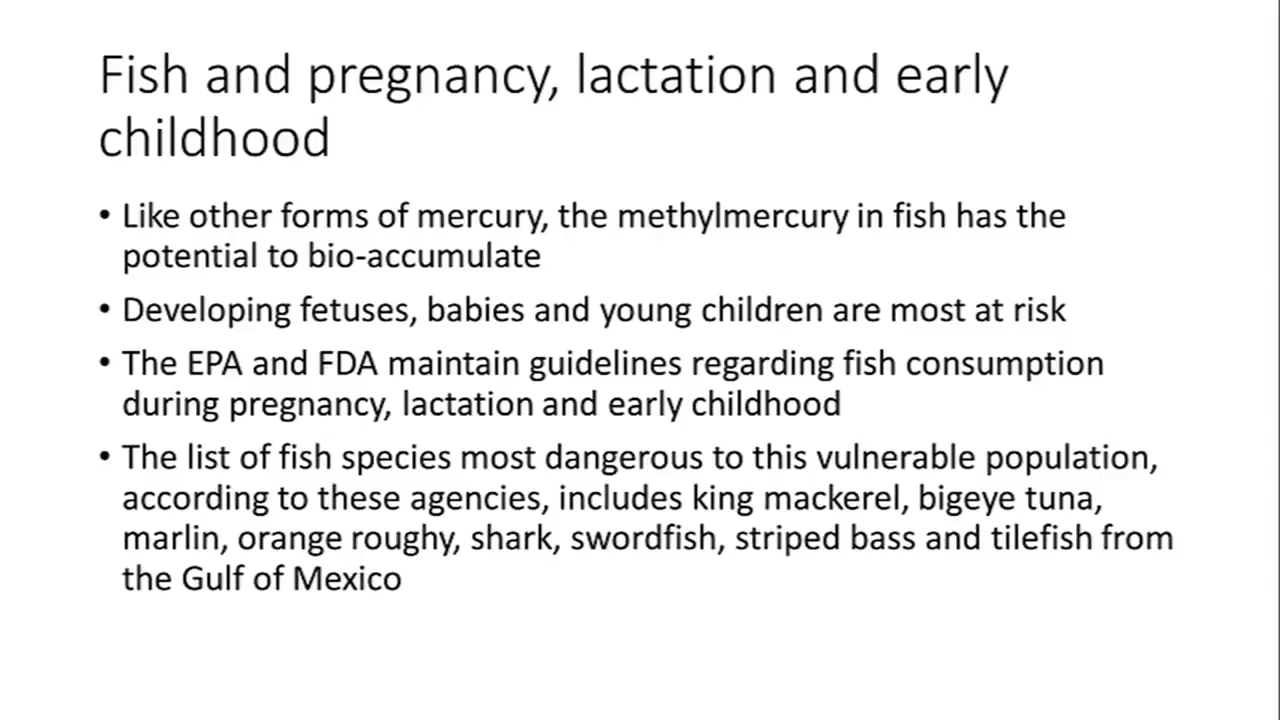 Fish and pregnancy, lactation and early
childhood
• Like other forms of mercury, the methylmercury in fish has the
potential to bio-accumulate
• Developing fetuses, babies and young children are most at risk
• The EPA and FDA maintain guidelines regarding fish consumption
during pregnancy, lactation and early childhood
• The list of fish species most dangerous to this vulnerable population,
according to these agencies, includes king mackerel, bigeye tuna,
marlin, orange roughy, shark, swordfish, striped bass and tilefish from
the Gulf of Mexico